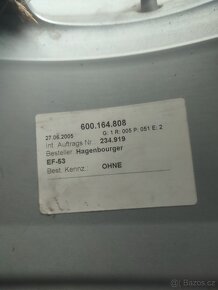 600.164.808
27.06.2005 G: 1 R: 005 P: 051 E: 2
Int. Auftrags Nr. 234.919
Besteller Hagenbourger
EF-53
Best. Kennz.: OHNE
Bazoš.cz